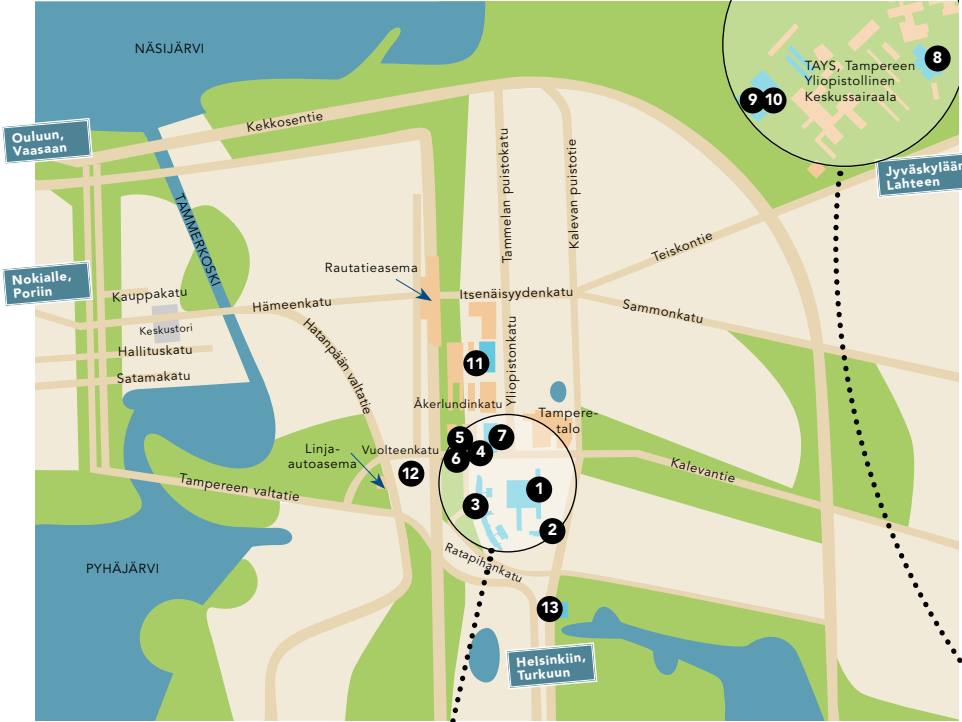 NÄSIJÄRVI
TAYS, Tampereen
Yliopistollinen
Keskussairaala
8
9
10
Kekkosentie
Ouluun,
Vaasaan
Tammelan puistokatu
Kalevan puistotie
Jyväskylään
Lahteen
TAMMERKOSKI
Teiskontie
Rautatieasema
Nokialle,
Poriin
Kauppakatu
Hämeenkatu
Itsenäisyydenkatu
Sammonkatu
Keskustori
Hallituskatu
Hatanpään valtatie
Yliopistonkatu
11
Satamakatu
Åkerlundinkatu
Tampere-
talo
5
7
Linja-
autoasema
Vuolteenkatu
4
6
12
Kalevantie
Tampereen valtatie
1
3
2
Ratapihankatu
PYHÄJÄRVI
13
Helsinkiin,
Turkuun